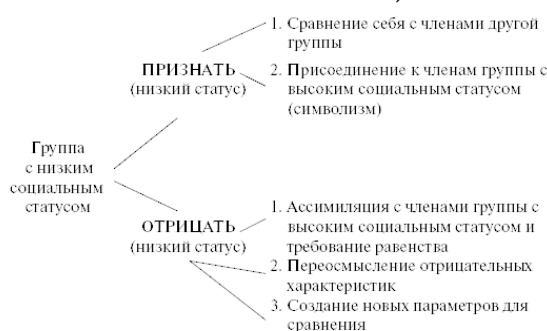 1. Сравнение себя с членами другой
группы
ПРИЗНАТЬ
(низкий статус)
2. Присоединение к членам группы с
высоким социальным статусом
(символизм)
Группа
с низким
социальным
статусом
ОТРИЦАТЬ
(низкий статус)
1. Ассимиляция с членами группы с
высоким социальным статусом и
требование равенства
2. Переосмысление отрицательных
характеристик
3. Создание новых параметров для
сравнения